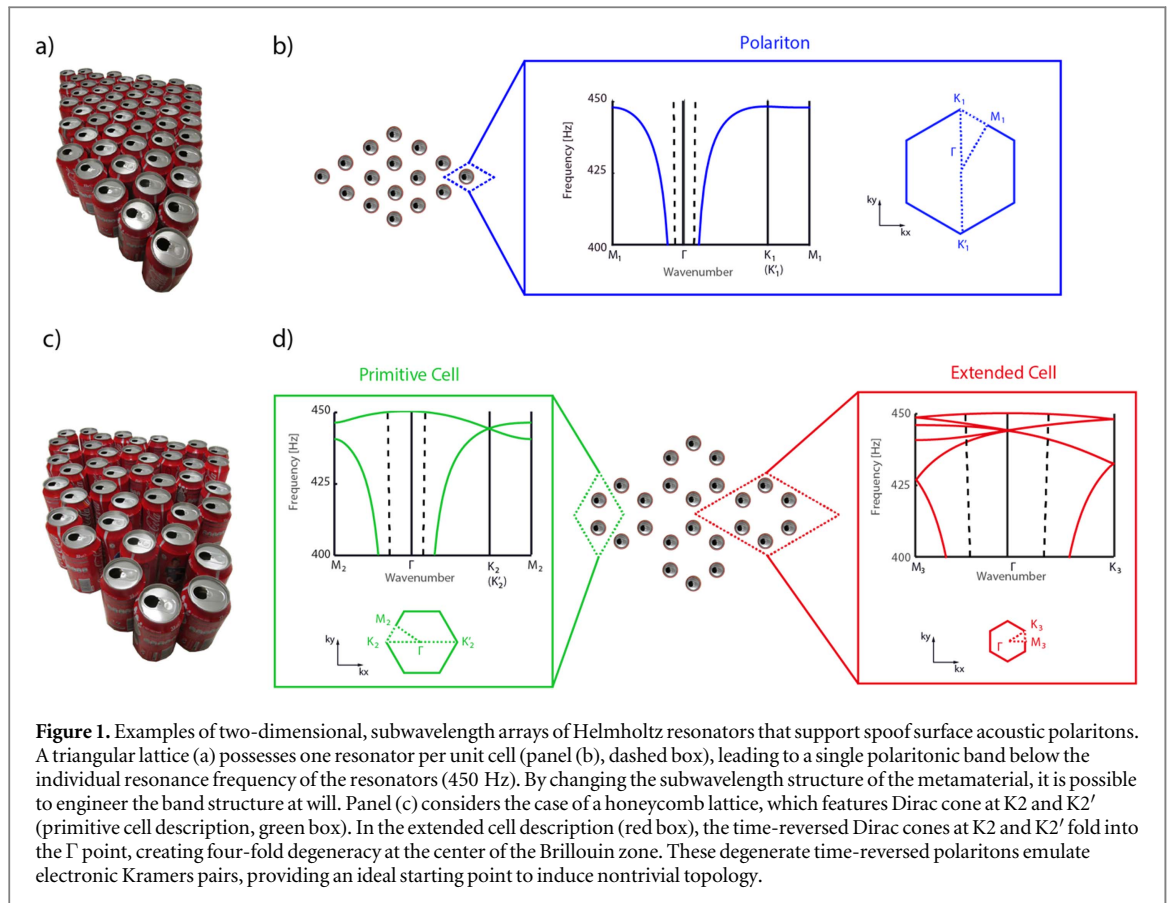 a)
b)
Polariton
450
425
400
Frequency [Hz]
M1
Γ
K1
(K'1)
M1
Wavenumber
K1
M1
Γ
K'1
ky
kx
c)
d)
Primitive Cell
450
425
400
Frequency [Hz]
M2
Γ
K2
(K'2)
M2
Wavenumber
M2
K2
Γ
K'2
ky
kx
Extended Cell
450
425
400
Frequency [Hz]
M3
Γ
K3
Wavenumber
K3
Γ
M3
ky
kx
Figure 1. Examples of two-dimensional, subwavelength arrays of Helmholtz resonators that support spoof surface acoustic polaritons.
A triangular lattice (a) possesses one resonator per unit cell (panel (b), dashed box), leading to a single polaritonic band below the
individual resonance frequency of the resonators (450 Hz). By changing the subwavelength structure of the metamaterial, it is possible
to engineer the band structure at will. Panel (c) considers the case of a honeycomb lattice, which features Dirac cone at K2 and K2′
(primitive cell description, green box). In the extended cell description (red box), the time-reversed Dirac cones at K2 and K2′ fold into
the Γ point, creating four-fold degeneracy at the center of the Brillouin zone. These degenerate time-reversed polaritons emulate
electronic Kramers pairs, providing an ideal starting point to induce nontrivial topology.